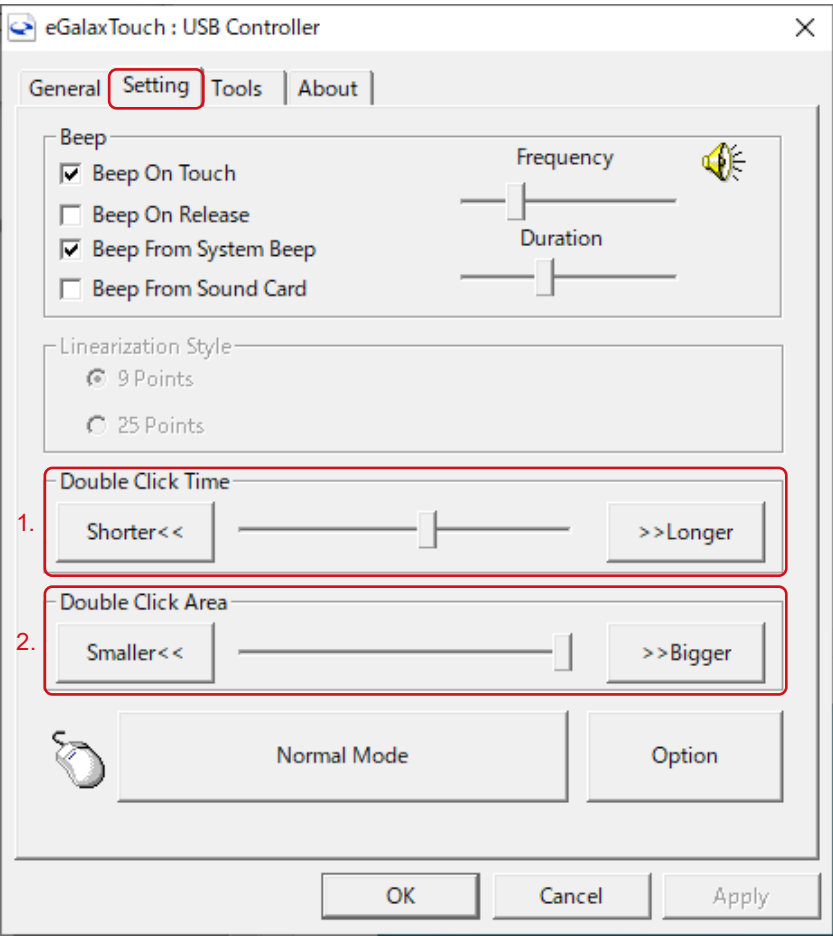 eGalaxTouch : USB Controller
General Setting Tools About
Beep
Beep On Touch
Frequency
Beep On Release
Beep From System Beep
Duration
Beep From Sound Card
Linearization Style
9 Points
25 Points
Double Click Time
1. Shorter<< >>Longer
Double Click Area
2. Smaller<< >>Bigger
Normal Mode Option
OK Cancel Apply